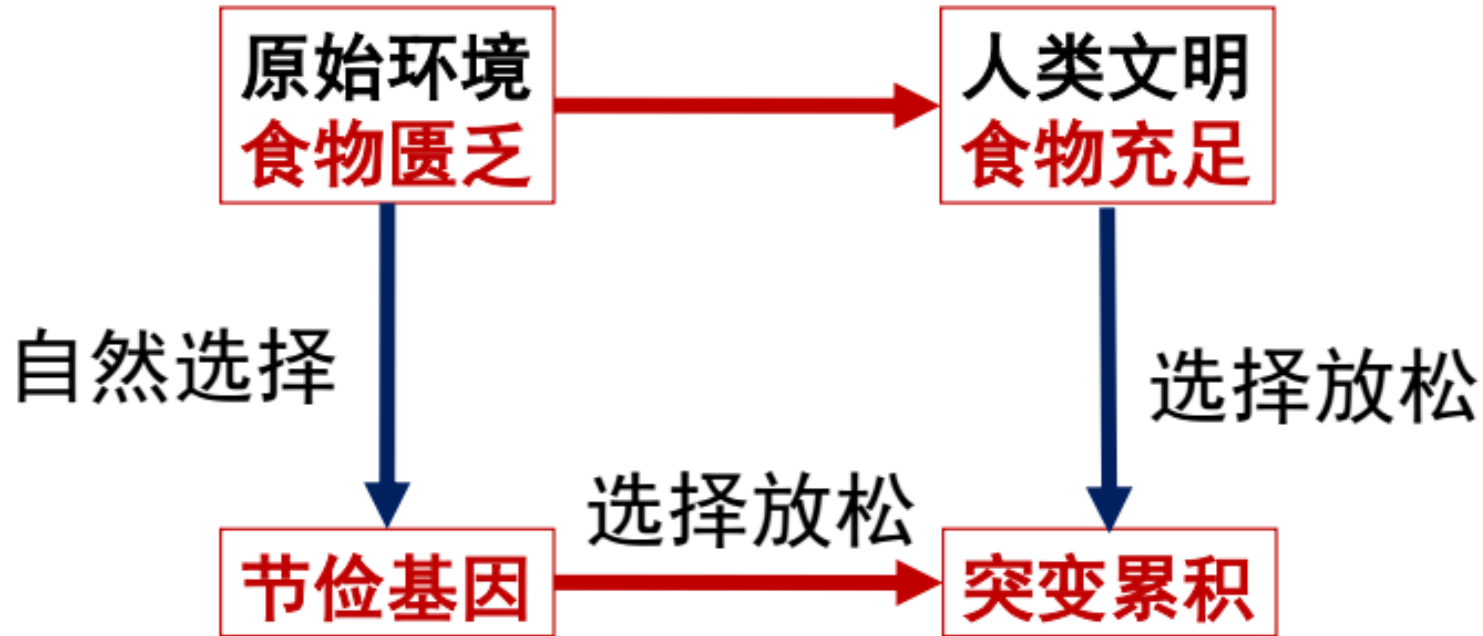 原始环境
食物匮乏
人类文明
食物充足
自然选择
选择放松
选择放松
节俭基因
突变累积